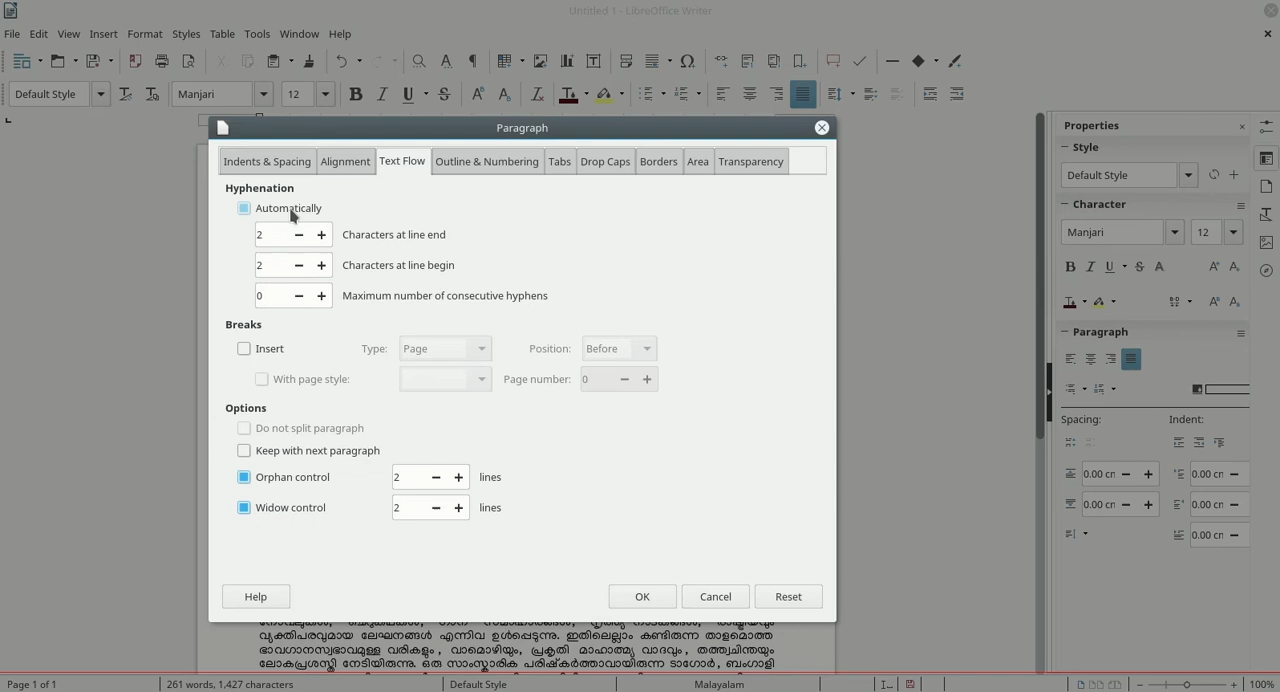 Untitled 1 - LibreOffice Writer
File Edit View Insert Format Styles Table Tools Window Help
Default Style Manjari 12
Paragraph
Indents & Spacing Alignment Text Flow Outline & Numbering Tabs Drop Caps Borders Area Transparency
Hyphenation
Automatically
2 Characters at line end
2 Characters at line begin
0 Maximum number of consecutive hyphens
Breaks
Insert Type: Page Position: Before
With page style: Page number: 0
Options
Do not split paragraph
Keep with next paragraph
Orphan control 2 lines
Widow control 2 lines
Help OK Cancel Reset
Properties
Style
Default Style
Character
Manjari 12
Paragraph
Spacing: Indent:
0.00 cr 0.00 cr
0.00 cr 0.00 cr
0.00 cr
വ്യക്തിപരവുമായ ലേഖനങ്ങൾ എന്നിവ ഉൾപ്പെടുന്നു. ഇതിലെല്ലാം കണ്ടിരുന്ന താളമൊത്ത
ഭാവഗാനസ്വഭാവമുള്ള വരികളും, വാമൊഴിയും, പ്രകൃതി മാഹാത്മ്യ വാദവും, തത്ത്വചിന്തയും
ലോകപ്രശസ്തി നേടിയിരുന്നു. ഒരു സാംസ്കാരിക പരിഷ്കർത്താവായിരുന്ന ടാഗോർ, ബംഗാളി
Page 1 of 1 261 words, 1,427 characters Default Style Malayalam 100%